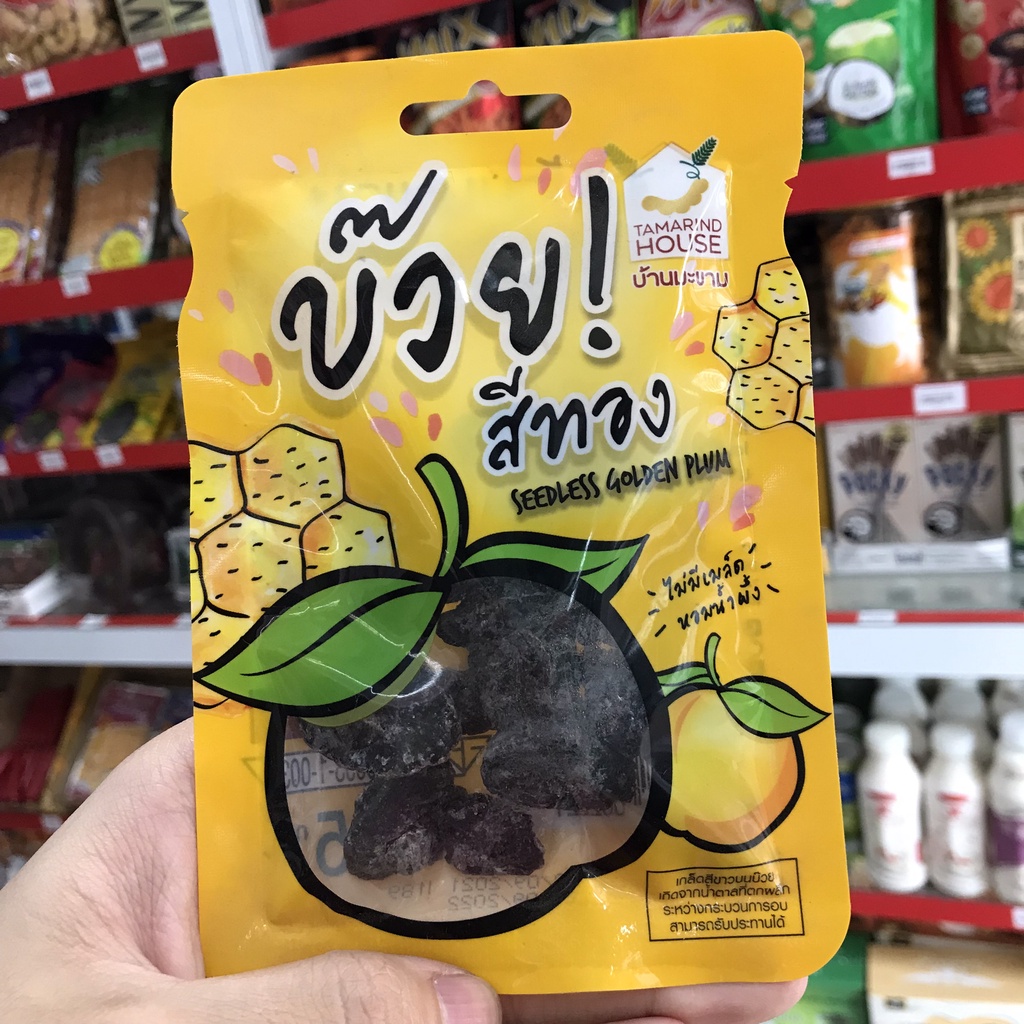 บ๊วย!
TAMARIND
HOUSE
บ้านมะขาม
สีทอง
SEEDLESS GOLDEN PLUM
ไม่มีเมล็ด
หอมน้ำผึ้ง
เกล็ดสีขาวบนบ๊วย
เกิดจากน้ำตาลที่ตกผลึก
ระหว่างกระบวนการอบ
สามารถรับประทานได้